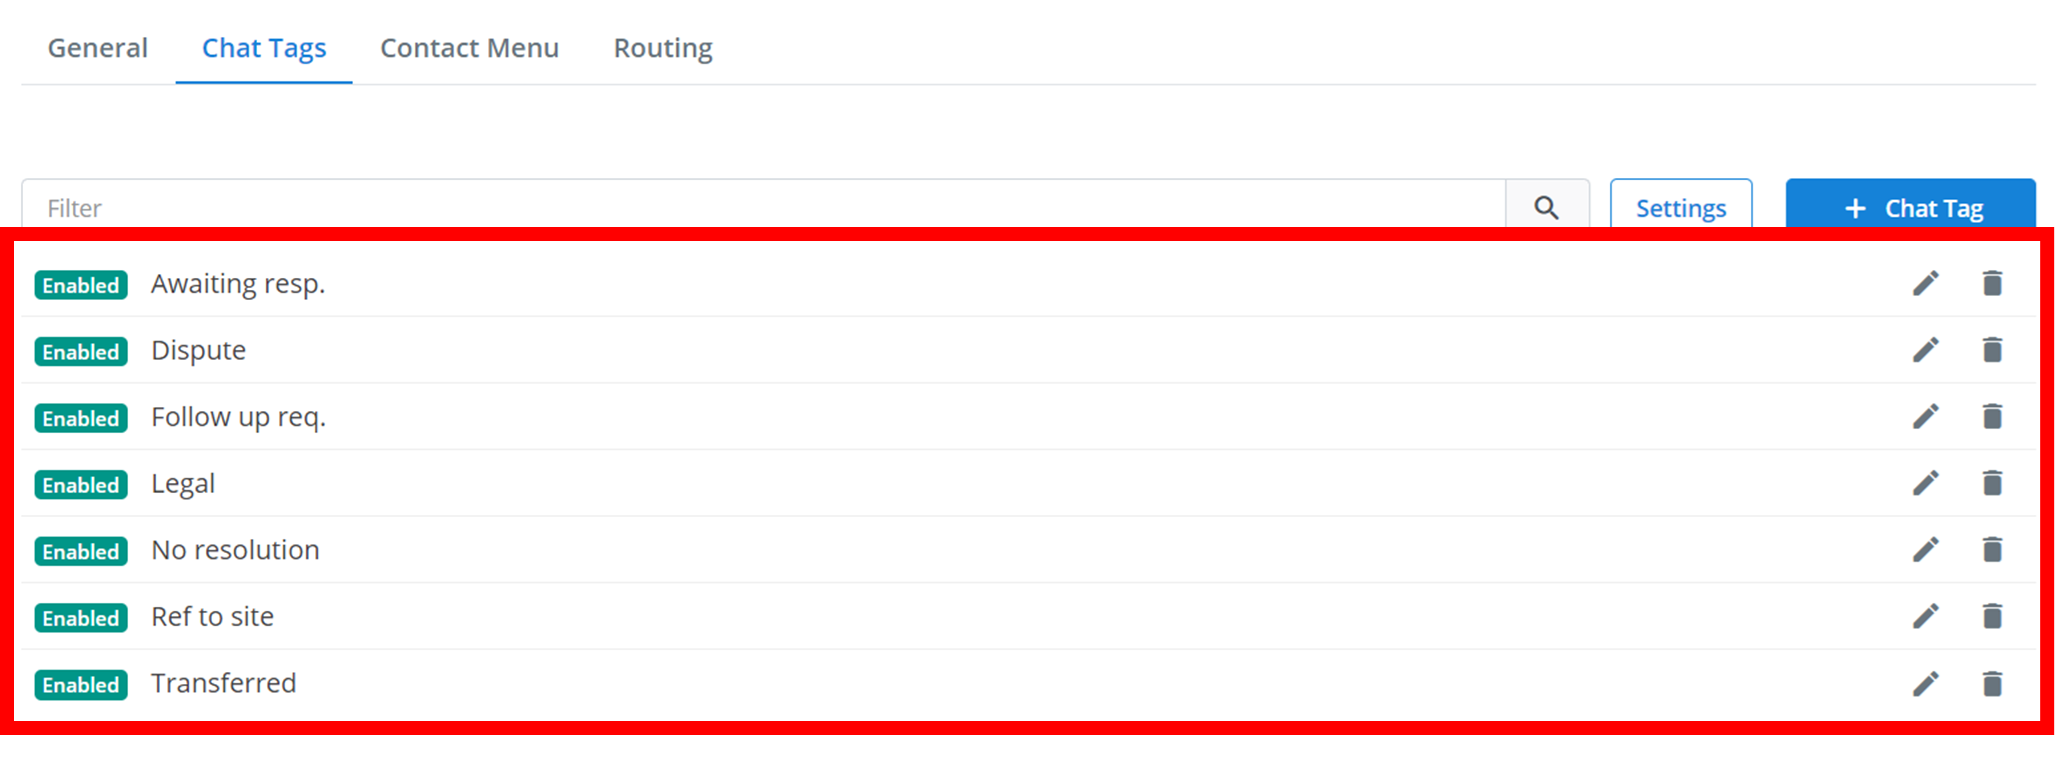 General Chat Tags Contact Menu Routing
Filter Settings + Chat Tag
Enabled Awaiting resp.
Enabled Dispute
Enabled Follow up req.
Enabled Legal
Enabled No resolution
Enabled Ref to site
Enabled Transferred